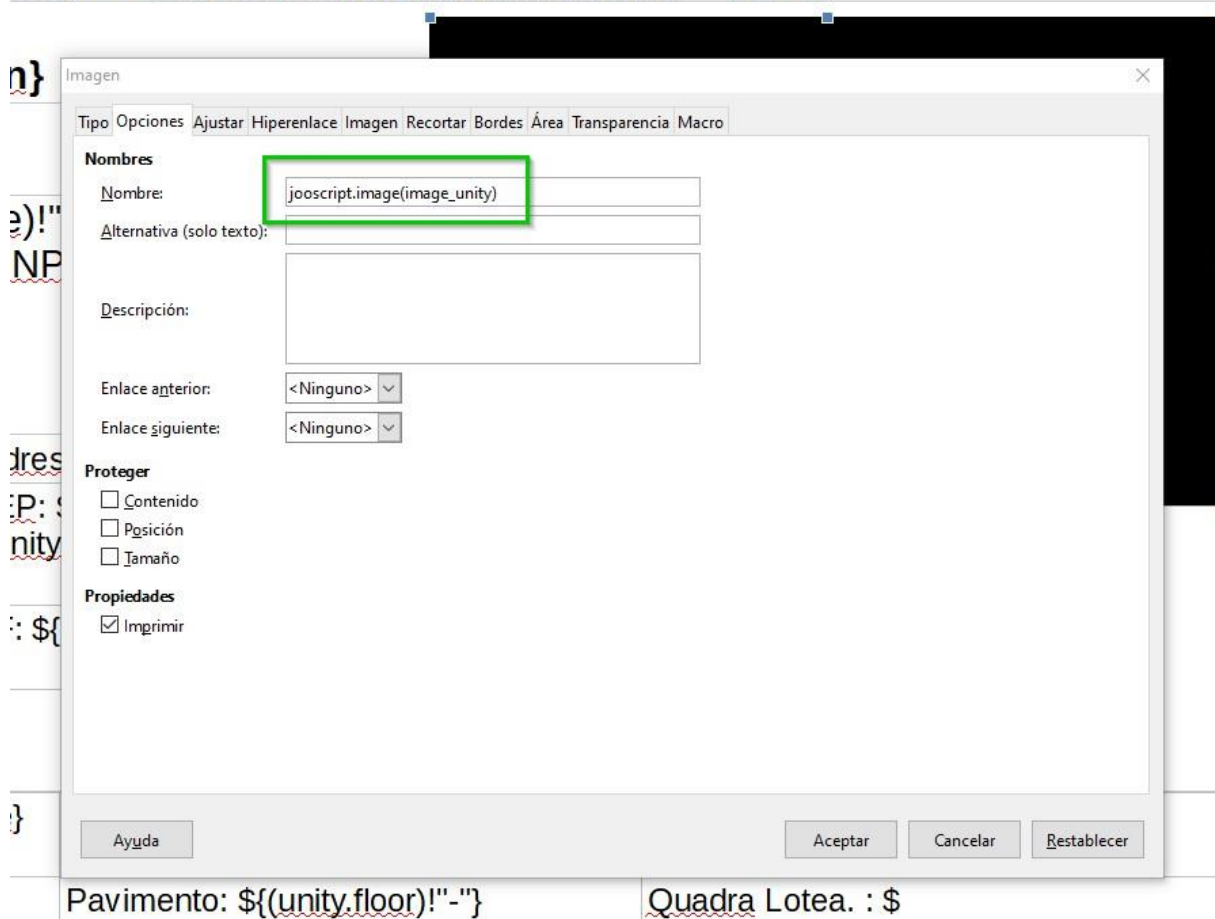 n}
Imagen
Tipo Opciones Ajustar Hiperenlace Imagen Recortar Bordes Área Transparencia Macro
Nombres
Nombre: jooscript.image(image_unity)
e)!"
Alternativa (solo texto):
NP
Descripción:
Enlace anterior: <Ninguno>
Enlace siguiente: <Ninguno>
dres
Proteger
Contenido
EP: $
Posición
nity
Tamaño
Propiedades
F: ${
Imprimir
e}
Ayuda Aceptar Cancelar Restablecer
Pavimento: ${(unity.floor)!"-"} Quadra Lotea. : $